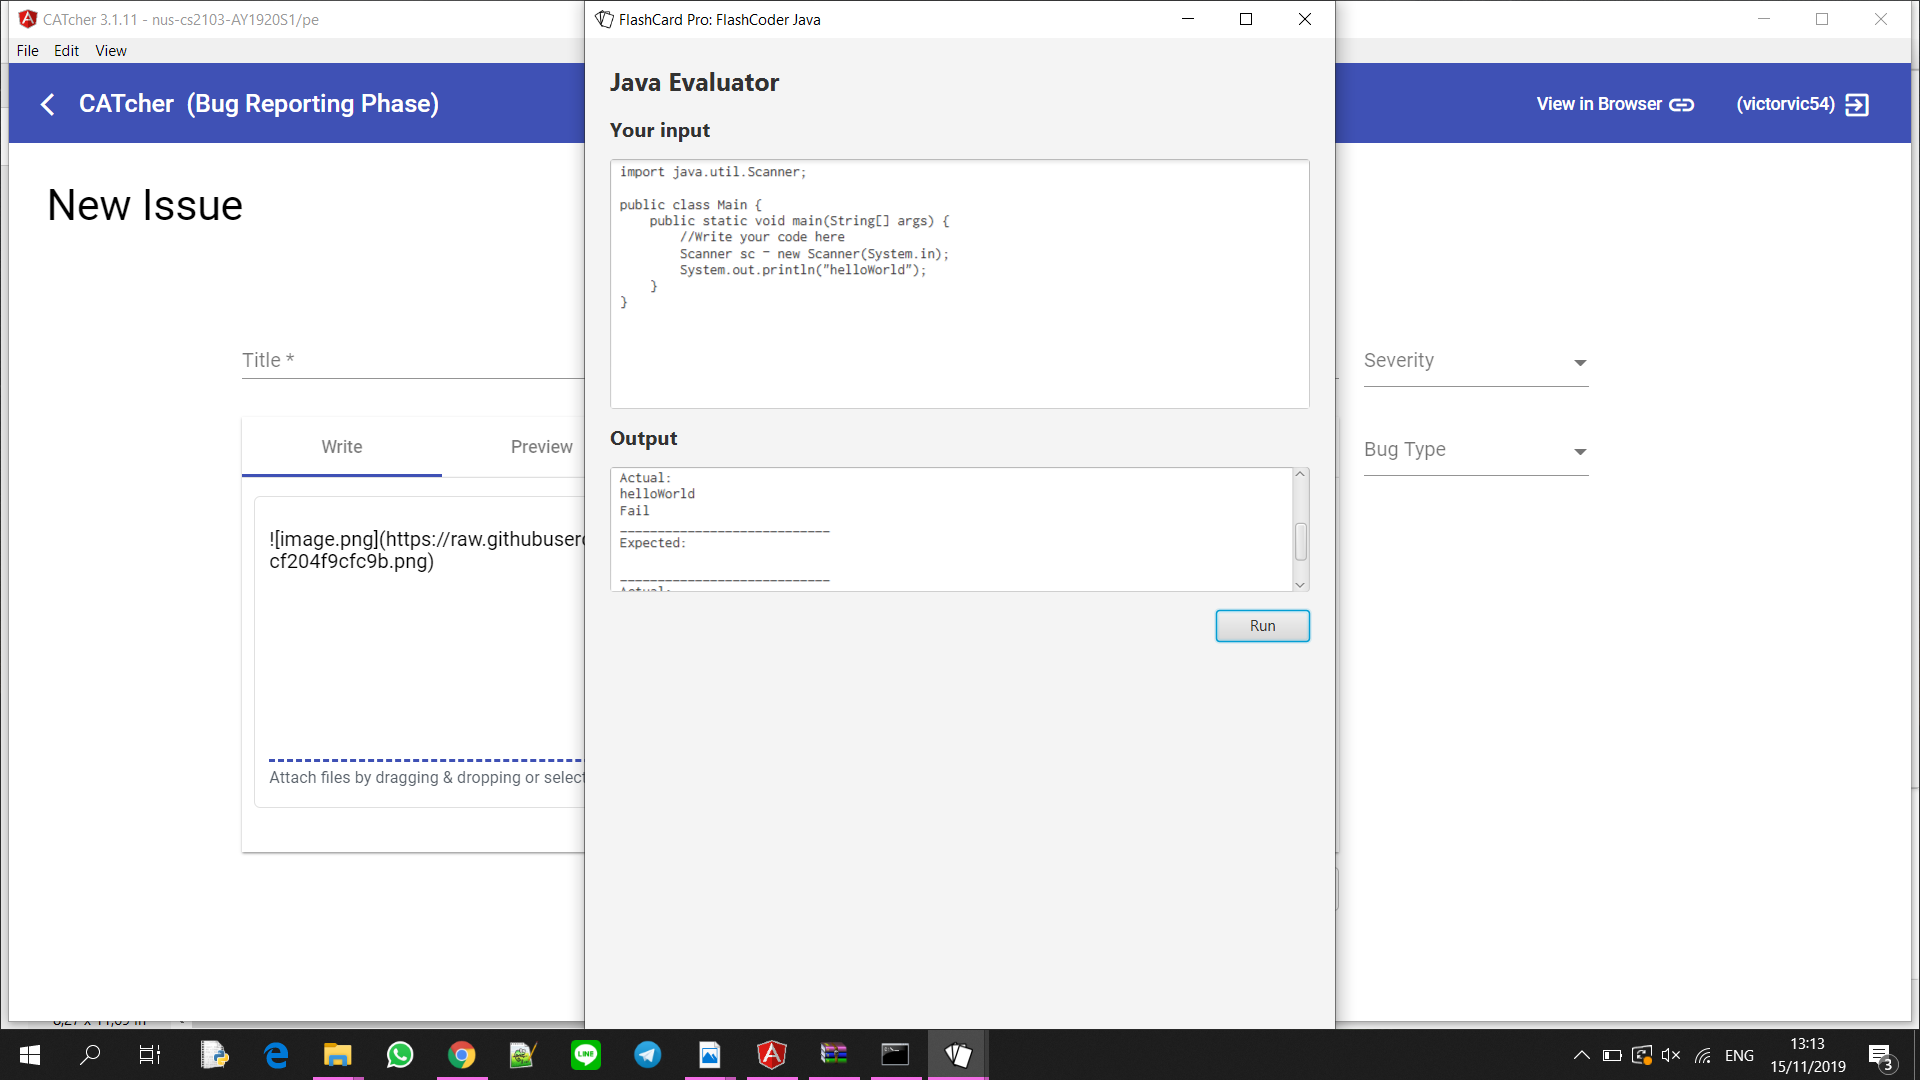 CATcher 3.1.11 - nus-cs2103-AY1920S1/pe
File Edit View
CATcher (Bug Reporting Phase)
View in Browser
(victorvic54)
New Issue
Title *
Write
Preview
![image.png](https://raw.githubuser
cf204f9cfc9b.png)
Attach files by dragging & dropping or select
Severity
Bug Type
FlashCard Pro: FlashCoder Java
Java Evaluator
Your input
import java.util.Scanner;
public class Main {
public static void main(String[] args) {
//Write your code here
Scanner sc = new Scanner(System.in);
System.out.println("helloWorld");
}
}
Output
Actual:
helloWorld
Fail
____________________________
Expected:
____________________________
Actual:
Run
LINE
ENG
13:13
15/11/2019
3